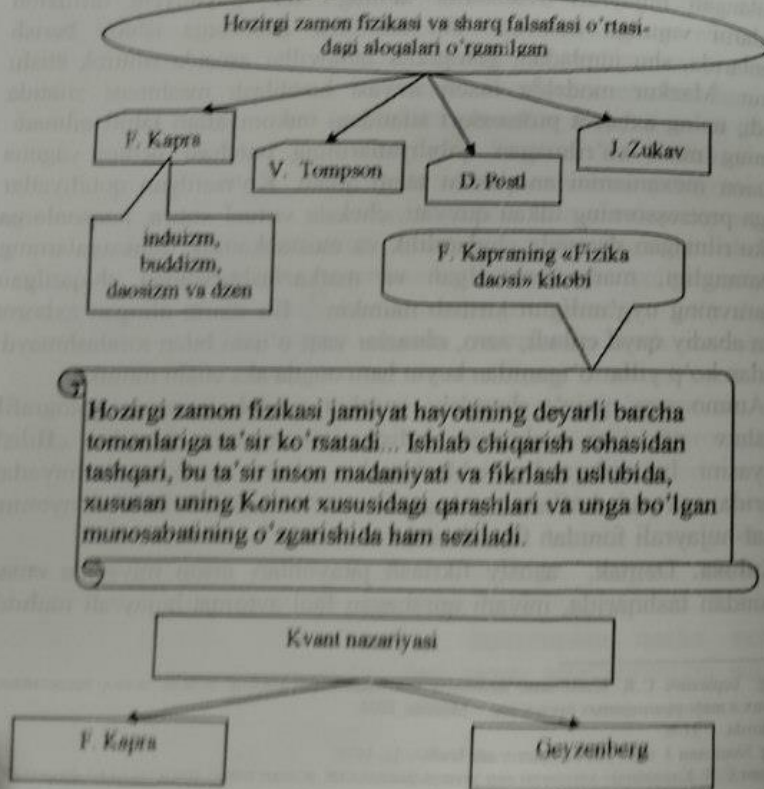 Hozirgi zamon fizikasi va sharq falsafasi o‘rtasi-
dagi aloqalari o‘rganilgan
F. Kapra
V. Tompson
D. Postl
J. Zukav
induizm,
buddizm,
daosizm va dzen
F. Kapraning «Fizika
daosi» kitobi
Hozirgi zamon fizikasi jamiyat hayotining deyarli barcha
tomonlariga ta’sir ko‘rsatadi... Ishlab chiqarish sohasidan
tashqari, bu ta’sir inson madaniyati va fikrlash uslubida,
xususan uning Koinot xususidagi qarashlari va unga bo‘lgan
munosabatining o‘zgarishida ham seziladi.
Kvant nazariyasi
F. Kapra
Geyzenberg